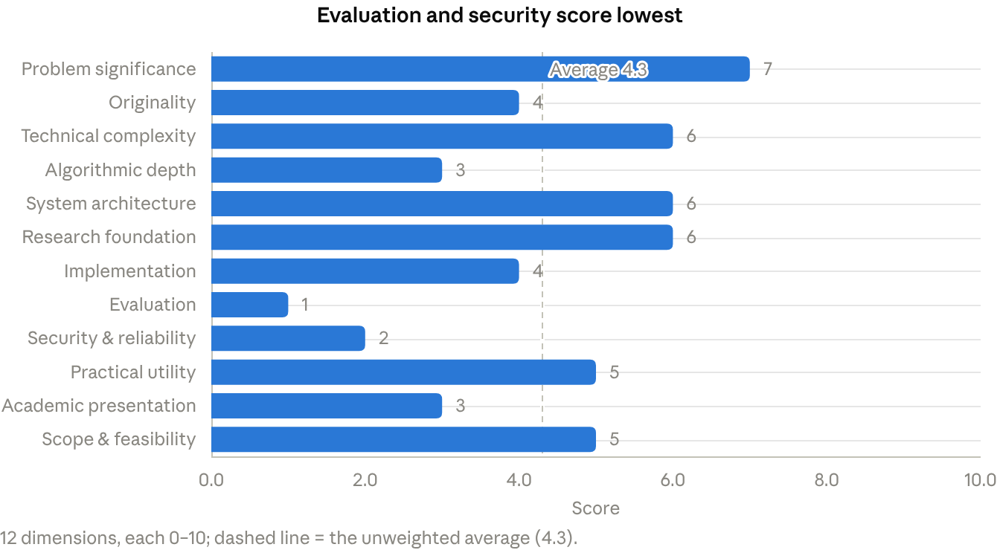 Evaluation and security score lowest
Problem significance
Average 4.3
7
Originality
4
Technical complexity
6
Algorithmic depth
3
System architecture
6
Research foundation
6
Implementation
4
Evaluation
1
Security & reliability
2
Practical utility
5
Academic presentation
3
Scope & feasibility
5
0.0 2.0 4.0 6.0 8.0 10.0
Score
12 dimensions, each 0–10; dashed line = the unweighted average (4.3).